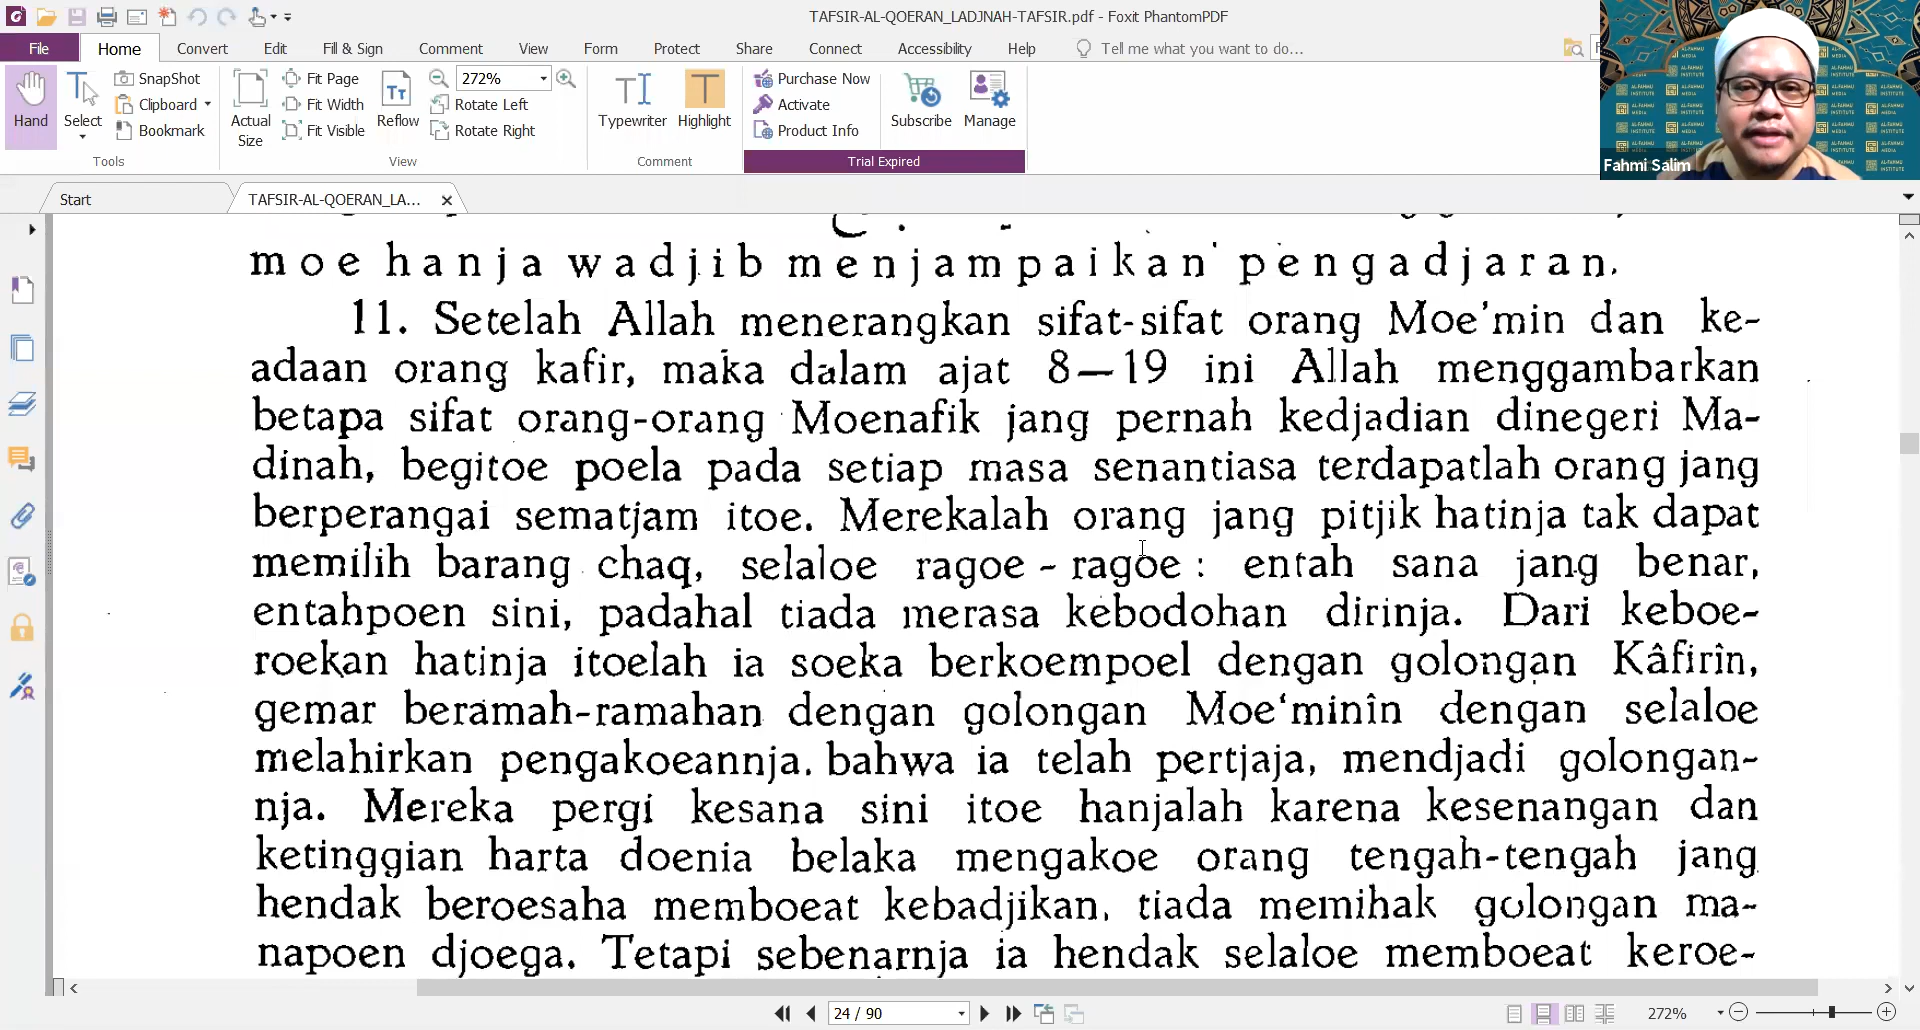 TAFSIR-AL-QOERAN_LADJNAH-TAFSIR.pdf - Foxit PhantomPDF
File Home Convert Edit Fill & Sign Comment View Form Protect Share Connect Accessibility Help Tell me what you want to do...
Hand
Select
SnapShot
Clipboard
Bookmark
Tools
Actual Size
Fit Page
Fit Width
Fit Visible
Reflow
272%
Rotate Left
Rotate Right
View
Typewriter
Highlight
Comment
Purchase Now
Activate
Product Info
Trial Expired
Subscribe
Manage
AL-FAHMU INSTITUTE
AL-FAHMU MEDIA
Fahmi Salim
Start
TAFSIR-AL-QOERAN_LA...
moe hanja wadjib menjampaikan pengadjaran.
11. Setelah Allah menerangkan sifat-sifat orang Moe'min dan ke-
adaan orang kafir, maka dalam ajat 8—19 ini Allah menggambarkan
betapa sifat orang-orang Moenafik jang pernah kedjadian dinegeri Ma-
dinah, begitoe poela pada setiap masa senantiasa terdapatlah orang jang
berperangai sematjam itoe. Merekalah orang jang pitjik hatinja tak dapat
memilih barang chaq, selaloe ragoe - ragoe : entah sana jang benar,
entahpoen sini, padahal tiada merasa kebodohan dirinja. Dari keboe-
roekan hatinja itoelah ia soeka berkoempoel dengan golongan Kâfirîn,
gemar beramah-ramahan dengan golongan Moe‘minîn dengan selaloe
melahirkan pengakoeannja. bahwa ia telah pertjaja, mendjadi golongan-
nja. Mereka pergi kesana sini itoe hanjalah karena kesenangan dan
ketinggian harta doenia belaka mengakoe orang tengah-tengah jang
hendak beroesaha memboeat kebadjikan, tiada memihak golongan ma-
napoen djoega. Tetapi sebenarnja ia hendak selaloe memboeat keroe-
24 / 90
272%